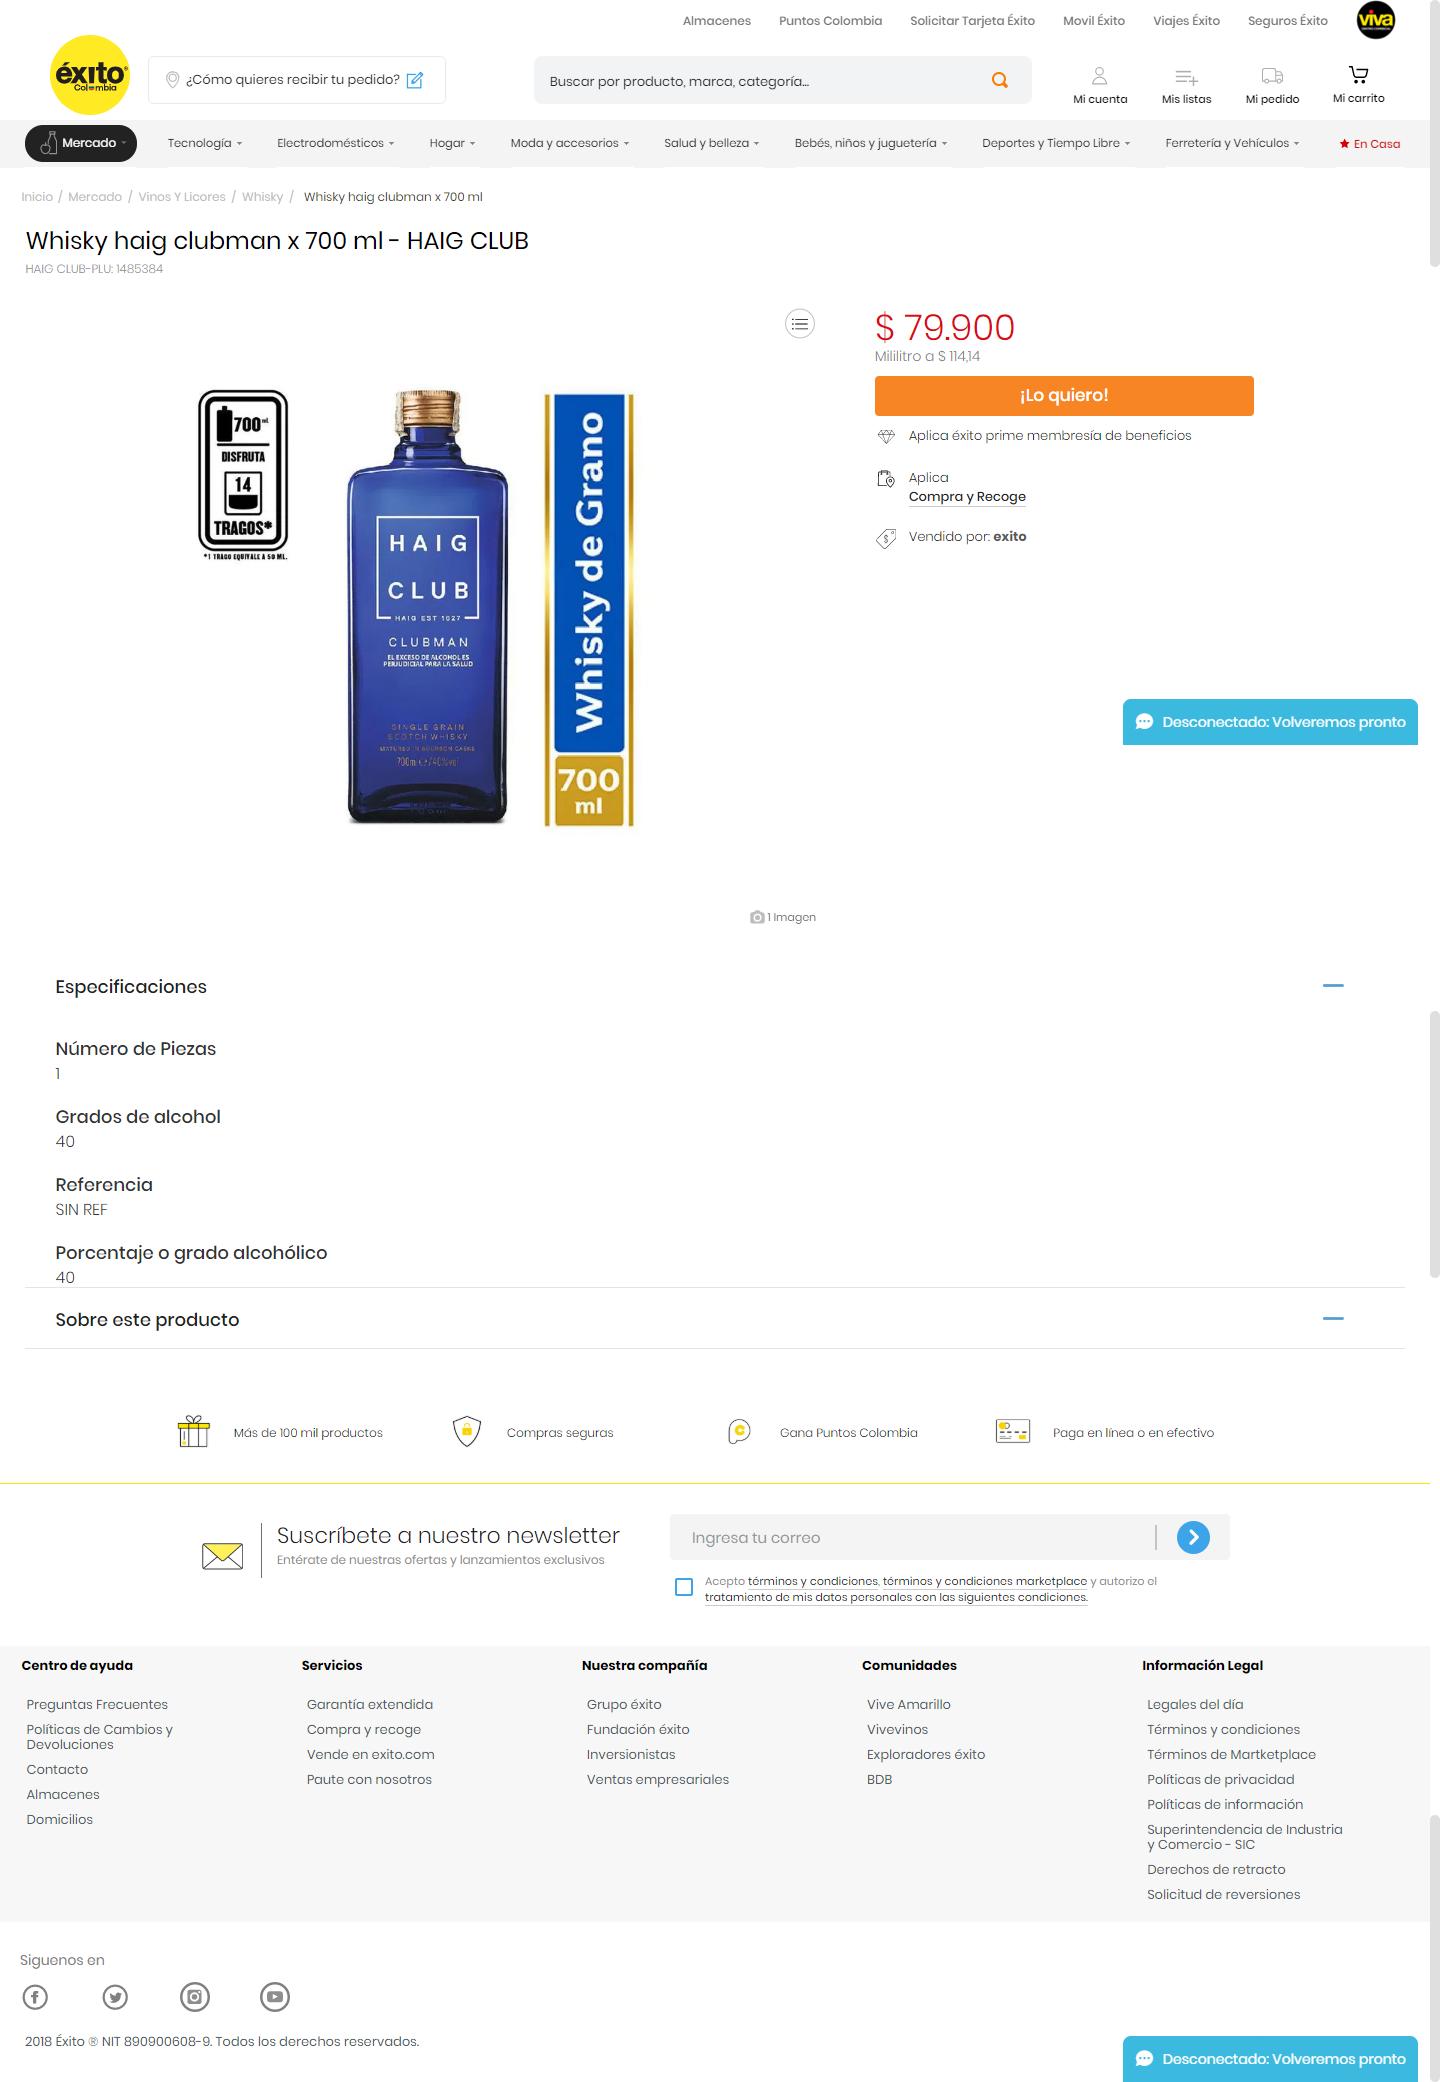 Almacenes Puntos Colombia Solicitar Tarjeta Éxito Movil Éxito Viajes Éxito Seguros Éxito viva
éxito
Colombia
¿Cómo quieres recibir tu pedido?
Buscar por producto, marca, categoría...
Mi cuenta Mis listas Mi pedido Mi carrito
Mercado Tecnología Electrodomésticos Hogar Moda y accesorios Salud y belleza Bebés, niños y juguetería Deportes y Tiempo Libre Ferretería y Vehículos En Casa
Inicio / Mercado / Vinos Y Licores / Whisky / Whisky haig clubman x 700 ml
Whisky haig clubman x 700 ml - HAIG CLUB
HAIG CLUB-PLU: 1485384
700 ml
DISFRUTA
14
TRAGOS*
*1 TRAGO EQUIVALE A 50 ML.
HAIG
CLUB
HAIG EST 1627
CLUBMAN
EL EXCESO DE ALCOHOL ES
PERJUDICIAL PARA LA SALUD
SINGLE GRAIN
SCOTCH WHISKY
MATURED IN BOURBON CASKS
700ml e / 40%vol
Whisky de Grano
700
ml
1 Imagen
$ 79.900
Mililitro a $ 114,14
¡Lo quiero!
Aplica éxito prime membresía de beneficios
Aplica
Compra y Recoge
Vendido por: exito
Desconectado: Volveremos pronto
Especificaciones
Número de Piezas
1
Grados de alcohol
40
Referencia
SIN REF
Porcentaje o grado alcohólico
40
Sobre este producto
Más de 100 mil productos Compras seguras Gana Puntos Colombia Paga en línea o en efectivo
Suscríbete a nuestro newsletter
Entérate de nuestras ofertas y lanzamientos exclusivos
Ingresa tu correo
Acepto términos y condiciones, términos y condiciones marketplace y autorizo el
tratamiento de mis datos personales con las siguientes condiciones.
Centro de ayuda
Preguntas Frecuentes
Políticas de Cambios y
Devoluciones
Contacto
Almacenes
Domicilios
Servicios
Garantía extendida
Compra y recoge
Vende en exito.com
Paute con nosotros
Nuestra compañía
Grupo éxito
Fundación éxito
Inversionistas
Ventas empresariales
Comunidades
Vive Amarillo
Vivevinos
Exploradores éxito
BDB
Información Legal
Legales del día
Términos y condiciones
Términos de Martketplace
Políticas de privacidad
Políticas de información
Superintendencia de Industria
y Comercio - SIC
Derechos de retracto
Solicitud de reversiones
Siguenos en
2018 Éxito ® NIT 890900608-9. Todos los derechos reservados.
Desconectado: Volveremos pronto